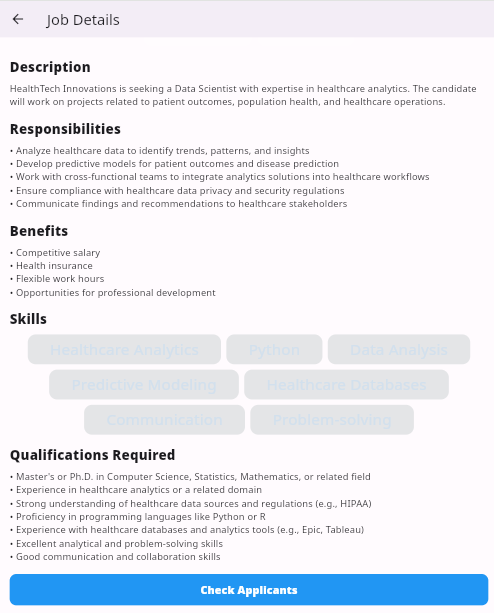 Job Details
Description
HealthTech Innovations is seeking a Data Scientist with expertise in healthcare analytics. The candidate
will work on projects related to patient outcomes, population health, and healthcare operations.
Responsibilities
• Analyze healthcare data to identify trends, patterns, and insights
• Develop predictive models for patient outcomes and disease prediction
• Work with cross-functional teams to integrate analytics solutions into healthcare workflows
• Ensure compliance with healthcare data privacy and security regulations
• Communicate findings and recommendations to healthcare stakeholders
Benefits
• Competitive salary
• Health insurance
• Flexible work hours
• Opportunities for professional development
Skills
Healthcare Analytics Python Data Analysis
Predictive Modeling Healthcare Databases
Communication Problem-solving
Qualifications Required
• Master's or Ph.D. in Computer Science, Statistics, Mathematics, or related field
• Experience in healthcare analytics or a related domain
• Strong understanding of healthcare data sources and regulations (e.g., HIPAA)
• Proficiency in programming languages like Python or R
• Experience with healthcare databases and analytics tools (e.g., Epic, Tableau)
• Excellent analytical and problem-solving skills
• Good communication and collaboration skills
Check Applicants